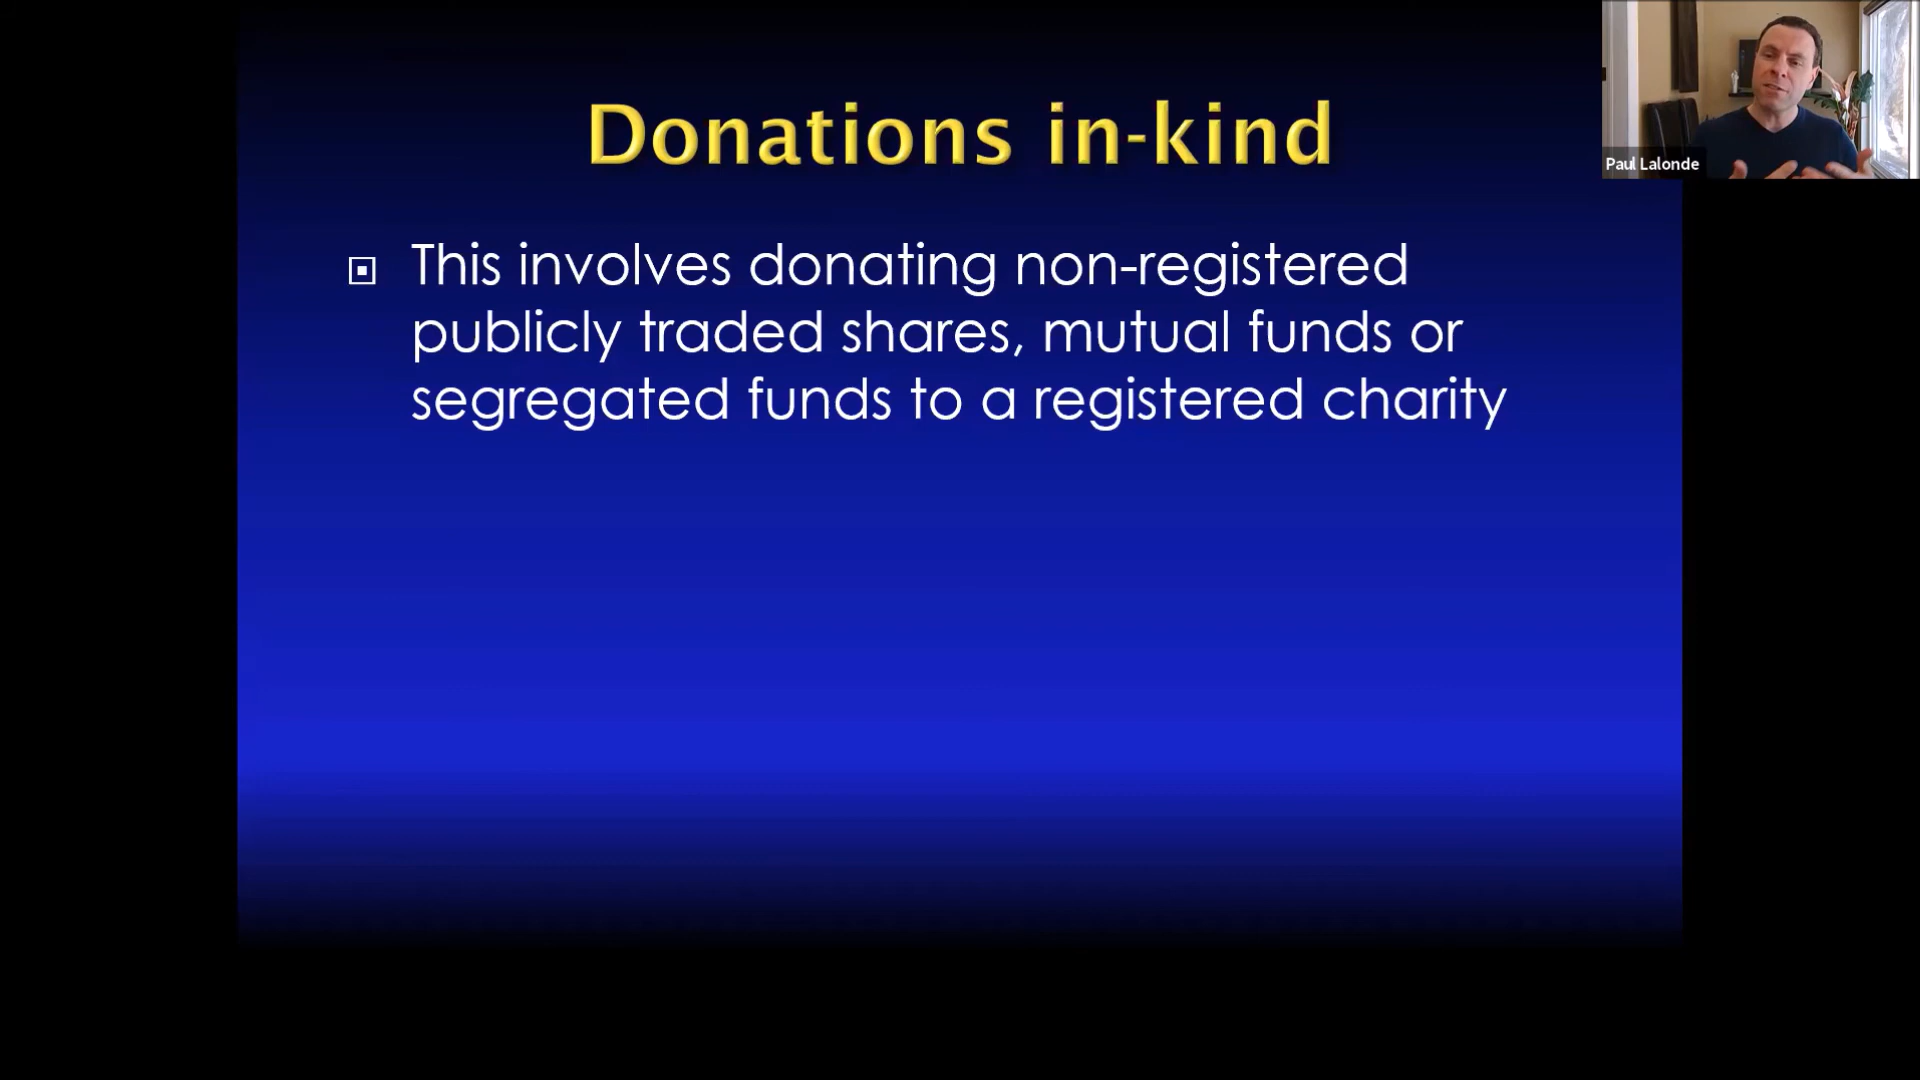 Donations in-kind
This involves donating non-registered
publicly traded shares, mutual funds or
segregated funds to a registered charity
Paul Lalonde